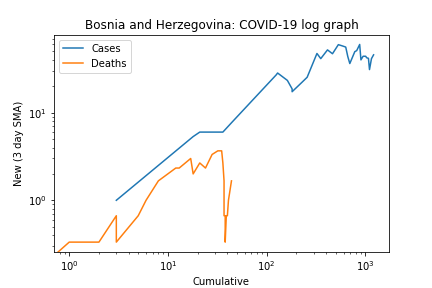 Bosnia and Herzegovina: COVID-19 log graph
Cases
Deaths
New (3 day SMA)
10¹
10⁰
10⁰
10¹
10²
10³
Cumulative